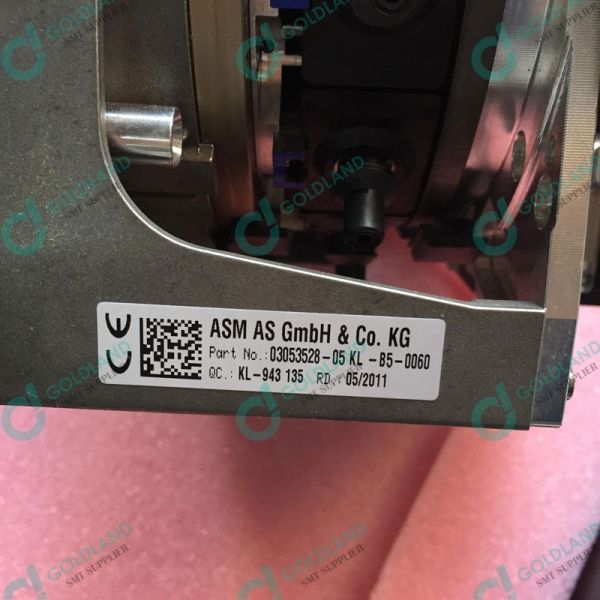 ASM AS GmbH & Co. KG
Part No.:03053528-05 KL -B5-0060
QC.: KL-943 135 RD. 05/2011
CE
GOLDLAND
SMT SUPPLIER